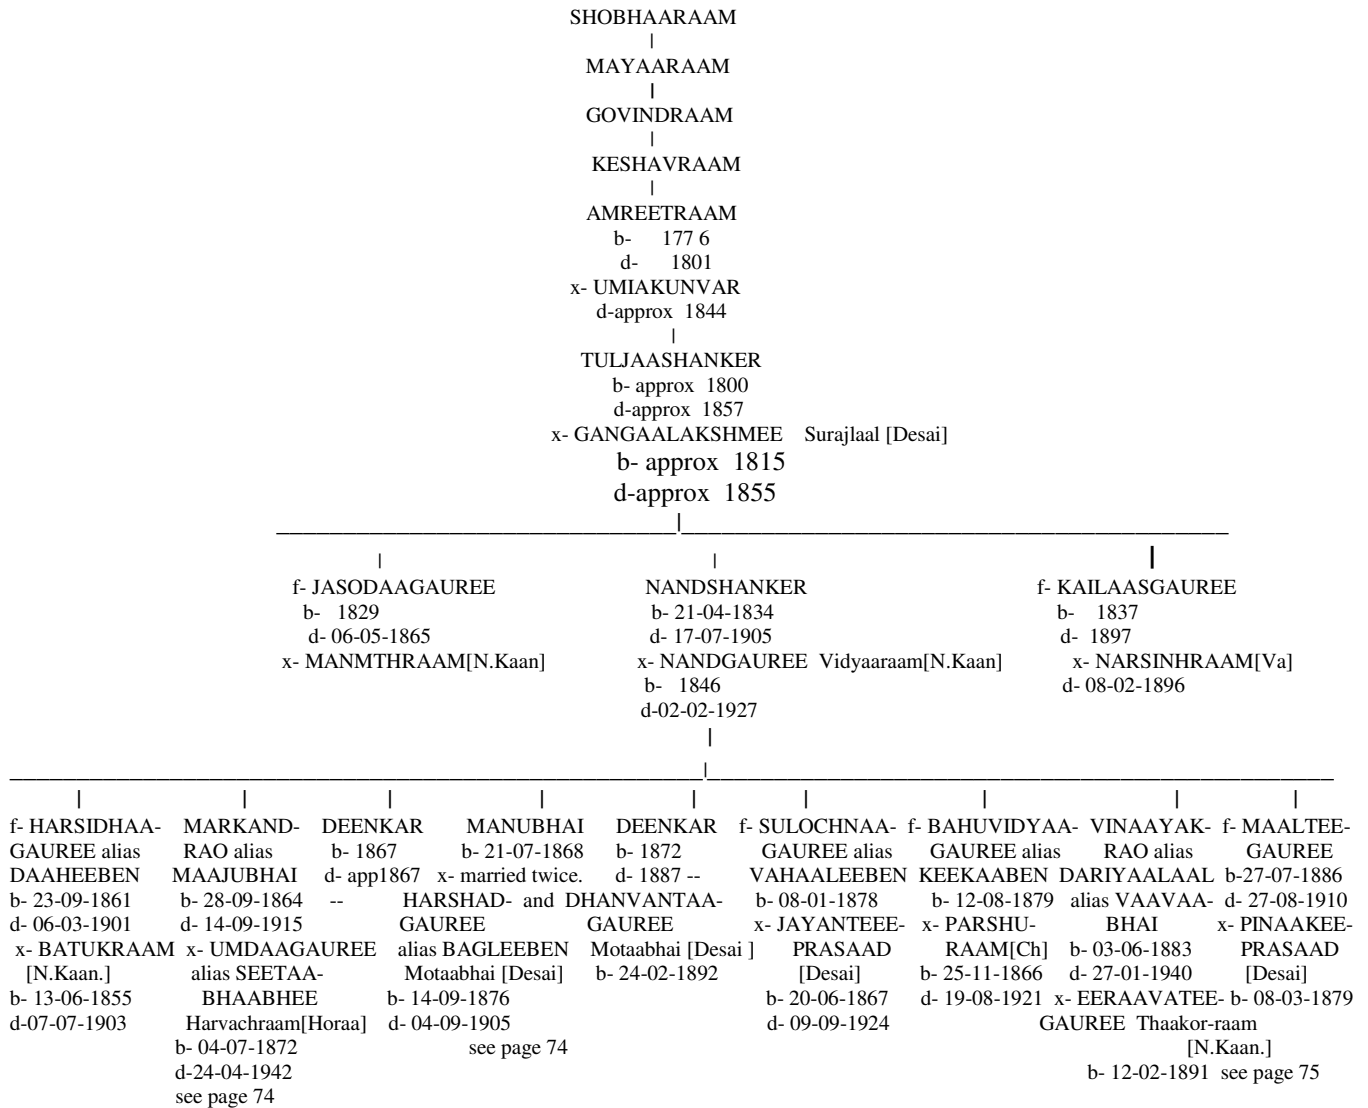 SHOBHAARAAM
|
MAYAARAAM
|
GOVINDRAAM
|
KESHAVRAAM
|
AMREETRAAM
b- 177 6
d- 1801
x- UMIAKUNVAR
d-approx 1844
|
TULJAASHANKER
b- approx 1800
d-approx 1857
x- GANGAALAKSHMEE Surajlaal [Desai]
b- approx 1815
d-approx 1855
|
| | |
f- JASODAAGAUREE NANDSHANKER f- KAILAASGAUREE
b- 1829 b- 21-04-1834 b- 1837
d- 06-05-1865 d- 17-07-1905 d- 1897
x- MANMTHRAAM[N.Kaan] x- NANDGAUREE Vidyaaraam[N.Kaan] x- NARSINHRAAM[Va]
b- 1846 d- 08-02-1896
d-02-02-1927
|
| | | | | | | | |
f- HARSIDHAA- MARKAND- DEENKAR MANUBHAI DEENKAR f- SULOCHNAA- f- BAHUVIDYAA- VINAAYAK- f- MAALTEE-
GAUREE alias RAO alias b- 1867 b- 21-07-1868 b- 1872 GAUREE alias GAUREE alias RAO alias GAUREE
DAAHEEBEN MAAJUBHAI d- app1867 x- married twice. d- 1887 -- VAHAALEEBEN KEEKAABEN DARIYAALAAL b-27-07-1886
b- 23-09-1861 b- 28-09-1864 -- HARSHAD- and DHANVANTAA- b- 08-01-1878 b- 12-08-1879 alias VAAVAA- d- 27-08-1910
d- 06-03-1901 d- 14-09-1915 GAUREE GAUREE x- JAYANTEEE- x- PARSHU- BHAI x- PINAAKEE-
x- BATUKRAAM x- UMDAAGAUREE alias BAGLEEBEN Motaabhai [Desai ] PRASAAD RAAM[Ch] b- 03-06-1883 PRASAAD
[N.Kaan.] alias SEETAA- Motaabhai [Desai] b- 24-02-1892 [Desai] b- 25-11-1866 d- 27-01-1940 [Desai]
b- 13-06-1855 BHAABHEE b- 14-09-1876 b- 20-06-1867 d- 19-08-1921 x- EERAAVATEE- b- 08-03-1879
d-07-07-1903 Harvachraam[Horaa] d- 04-09-1905 d- 09-09-1924 GAUREE Thaakor-raam
b- 04-07-1872 see page 74 [N.Kaan.]
d-24-04-1942 b- 12-02-1891 see page 75
see page 74